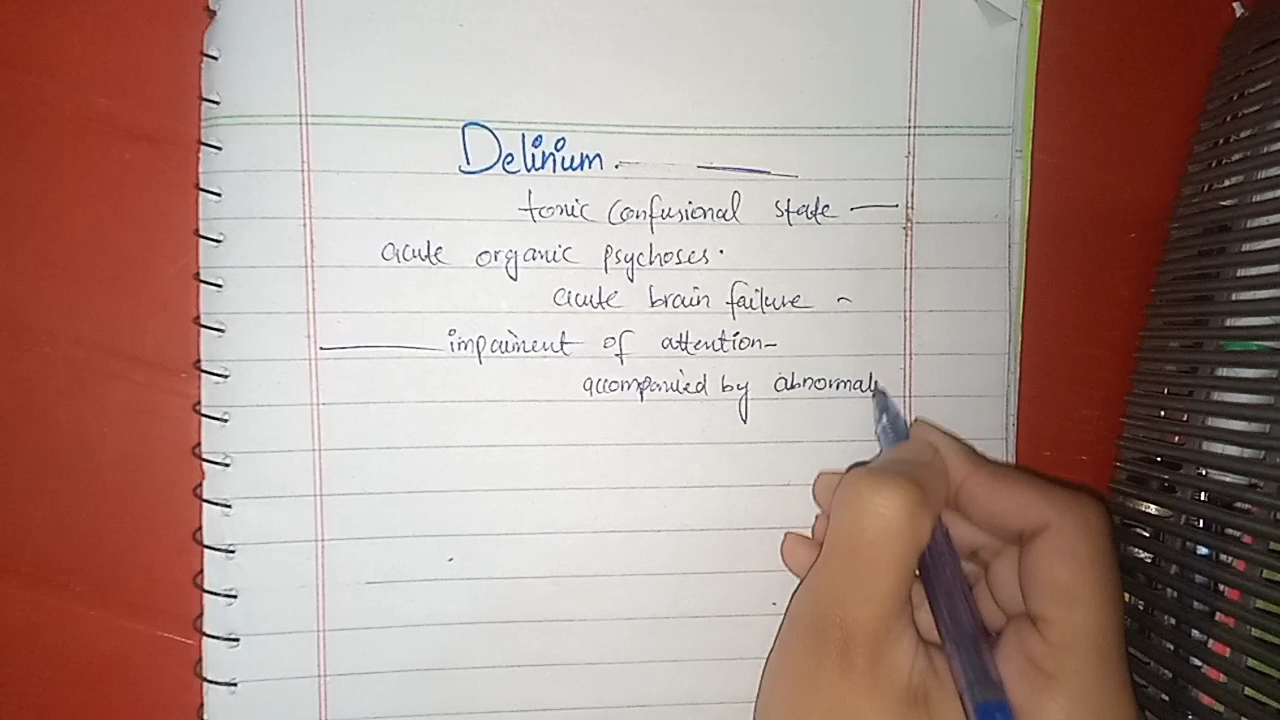 Delirium.
toxic confusional state —
acute organic psychoses.
acute brain failure ~
— impairment of attention-
accompanied by abnormal